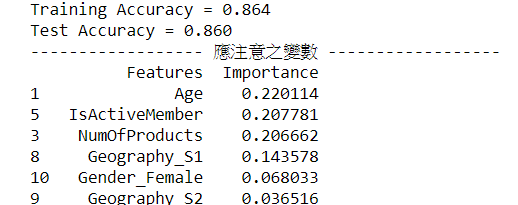 Training Accuracy = 0.864
Test Accuracy = 0.860
----------------- 應注意之變數 -----------------
Features Importance
1 Age 0.220114
5 IsActiveMember 0.207781
3 NumOfProducts 0.206662
8 Geography_S1 0.143578
10 Gender_Female 0.068033
9 Geography_S2 0.036516